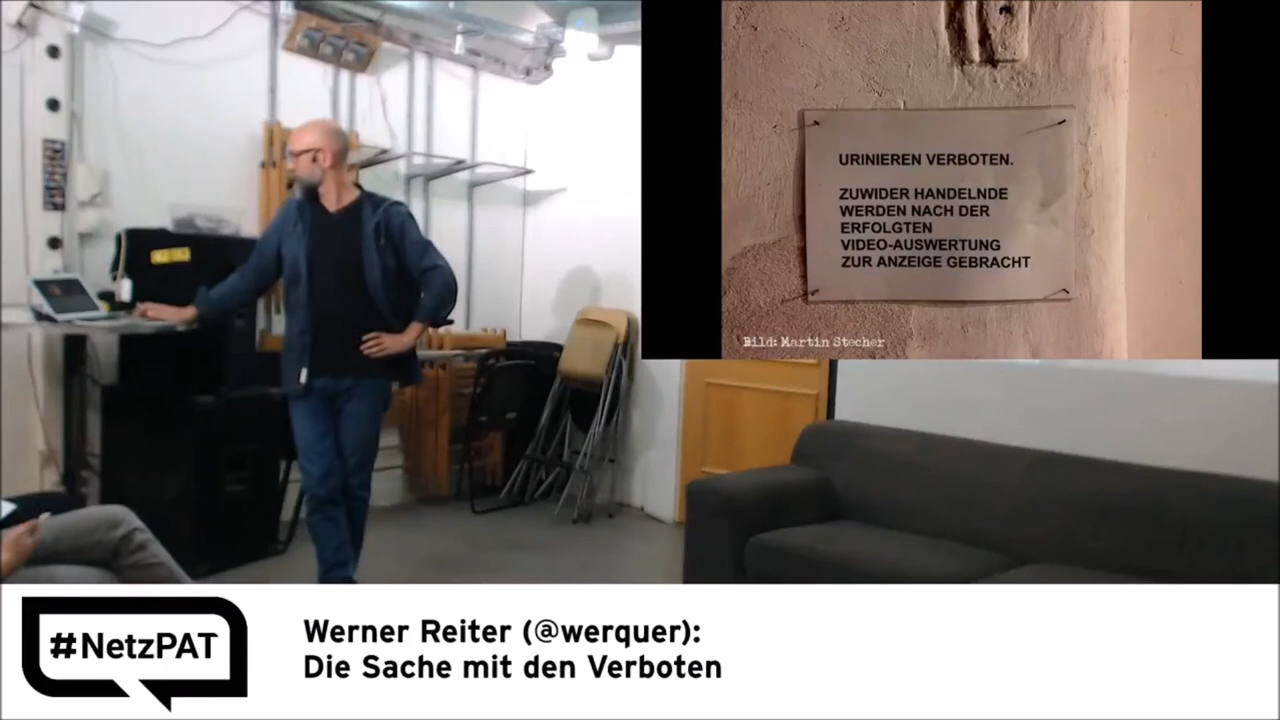 URINIEREN VERBOTEN.
ZUWIDER HANDELNDE
WERDEN NACH DER
ERFOLGTEN
VIDEO-AUSWERTUNG
ZUR ANZEIGE GEBRACHT
Bild: Martin Stecher
#NetzPAT
Werner Reiter (@werquer):
Die Sache mit den Verboten